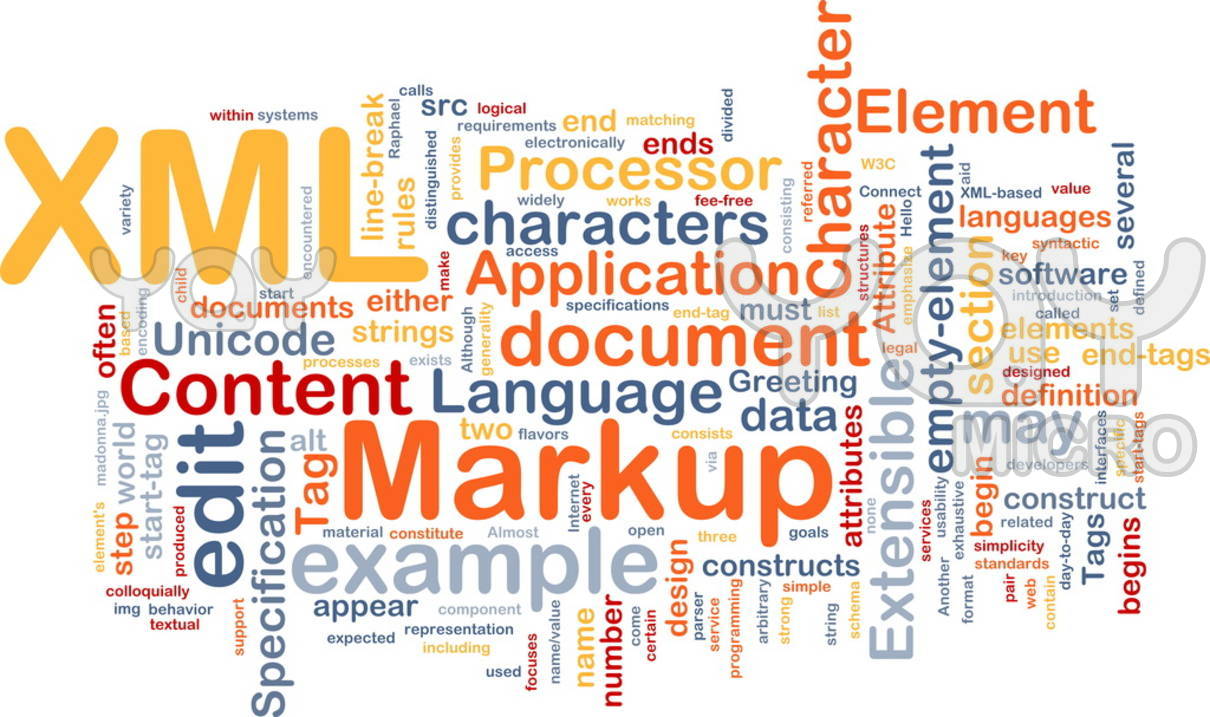 calls
within systems
line-break
Raphael
src
logical
divided
Character
Element
requirements
end
matching
electronically
ends
XML
variety
encountered
rules
distinguished
provides
Processor
widely
works
fee-free
consisting
referred
W3C
Connect
Hello
empty-element
aid
XML-based
value
several
characters
access
languages
syntactic
structures
Attribute
emphasize
section
key
software
introduction
called
set
defined
child
start
make
Application
documents
either
specifications
end-tag
must
list
often
based
encoding
Unicode
strings
Although
generality
document
legal
elements
use
end-tags
processes
exists
designed
definition
Content
Language
Greeting
data
may
madonna.jpg
world
start-tag
edit
Specification
alt
Tag
two
flavors
Markup
consists
via
attributes
Extensible
interfaces
specific
start-tags
developers
YAY
YAY
MICRO
element's
step
produced
Internet
every
material
constitute
Almost
open
three
goals
none
services
usability
exhaustive
begin
construct
related
day-to-day
Tags
begins
simplicity
standards
example
design
constructs
simple
colloquially
img behavior
textual
support
appear
component
expected
representation
including
used
focuses
name/value
name
number
come
certain
parser
service
programming
arbitrary
strong
string
schema
Another
format
pair
web
contain